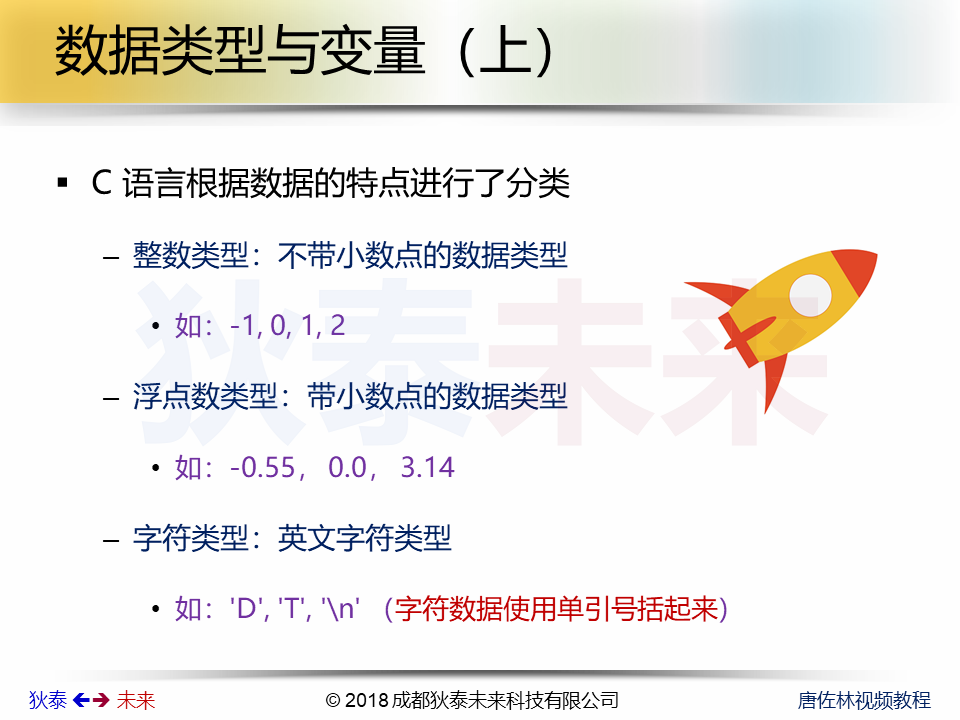 数据类型与变量（上）
▪ C 语言根据数据的特点进行了分类
– 整数类型：不带小数点的数据类型
• 如：-1, 0, 1, 2
– 浮点数类型：带小数点的数据类型
• 如：-0.55， 0.0， 3.14
– 字符类型：英文字符类型
• 如：'D', 'T', '\n' （字符数据使用单引号括起来）
狄泰未来
狄泰 ←→ 未来
© 2018 成都狄泰未来科技有限公司
唐佐林视频教程